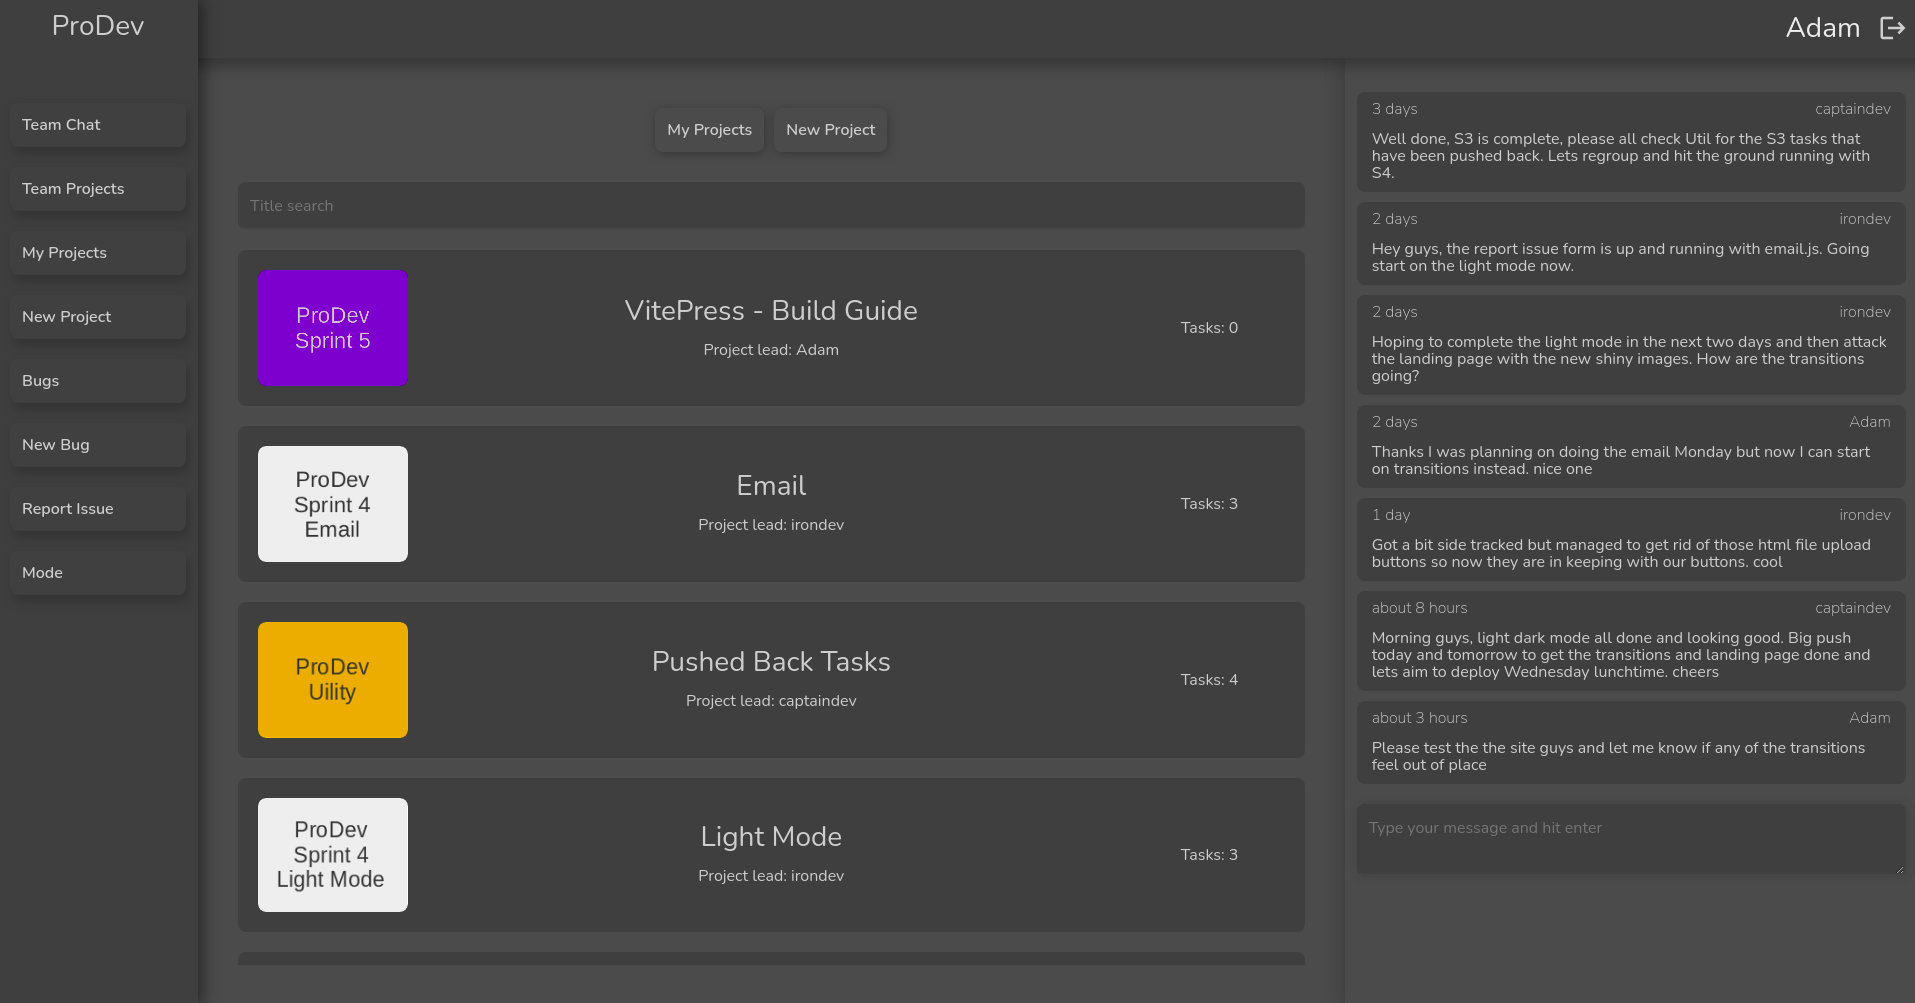 ProDev
Adam
Team Chat
Team Projects
My Projects
New Project
Bugs
New Bug
Report Issue
Mode
My Projects
New Project
Title search
ProDev
Sprint 5
VitePress - Build Guide
Project lead: Adam
Tasks: 0
ProDev
Sprint 4
Email
Email
Project lead: irondev
Tasks: 3
ProDev
Uility
Pushed Back Tasks
Project lead: captaindev
Tasks: 4
ProDev
Sprint 4
Light Mode
Light Mode
Project lead: irondev
Tasks: 3
3 days
captaindev
Well done, S3 is complete, please all check Util for the S3 tasks that
have been pushed back. Lets regroup and hit the ground running with
S4.
2 days
irondev
Hey guys, the report issue form is up and running with email.js. Going
start on the light mode now.
2 days
irondev
Hoping to complete the light mode in the next two days and then attack
the landing page with the new shiny images. How are the transitions
going?
2 days
Adam
Thanks I was planning on doing the email Monday but now I can start
on transitions instead. nice one
1 day
irondev
Got a bit side tracked but managed to get rid of those html file upload
buttons so now they are in keeping with our buttons. cool
about 8 hours
captaindev
Morning guys, light dark mode all done and looking good. Big push
today and tomorrow to get the transitions and landing page done and
lets aim to deploy Wednesday lunchtime. cheers
about 3 hours
Adam
Please test the the site guys and let me know if any of the transitions
feel out of place
Type your message and hit enter